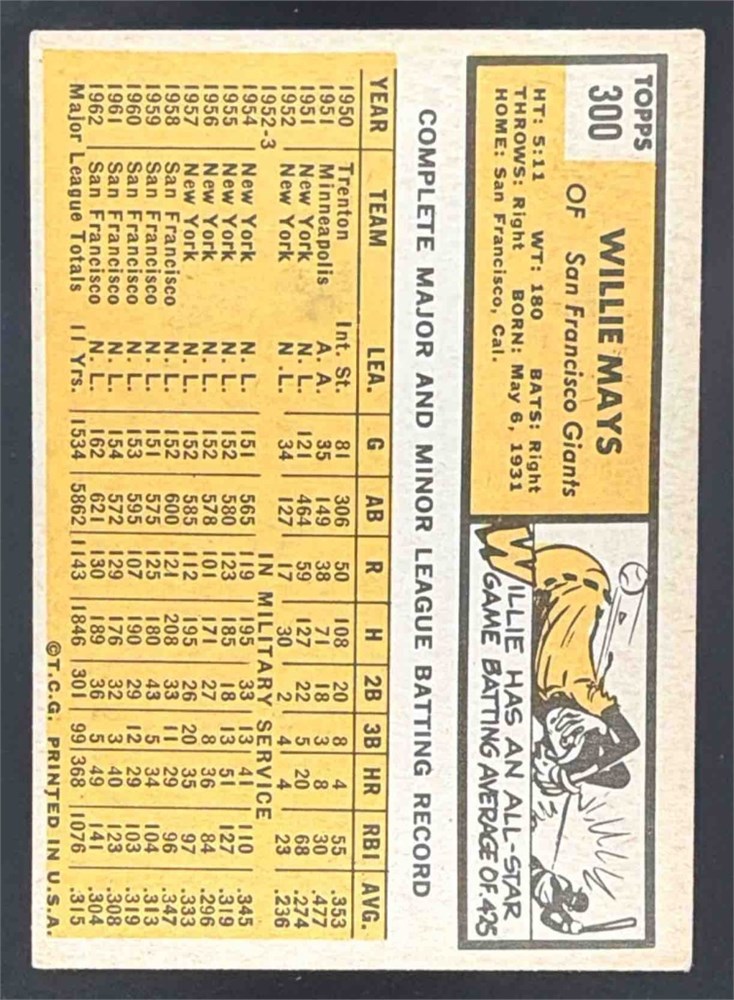 TOPPS
300
WILLIE MAYS
OF San Francisco Giants
HT: 5:11 WT: 180 BATS: Right
THROWS: Right BORN: May 6, 1931
HOME: San Francisco, Cal.
WILLIE HAS AN ALL-STAR
GAME BATTING AVERAGE OF .425
COMPLETE MAJOR AND MINOR LEAGUE BATTING RECORD
YEAR TEAM LEA. G AB R H 2B 3B HR RBI AVG.
1950 Trenton Int. St. 81 306 50 108 20 8 4 55 .353
1951 Minneapolis A. A. 35 149 38 71 18 3 8 30 .477
1951 New York N. L. 121 464 59 127 22 5 20 68 .274
1952 New York N .L. 34 127 17 30 2 4 4 23 .236
1952-3 IN MILITARY SERVICE
1954 New York N. L. 151 565 119 195 33 13 41 110 .345
1955 New York N. L. 152 580 123 185 18 13 51 127 .319
1956 New York N. L. 152 578 101 171 27 8 36 84 .296
1957 New York N. L. 152 585 112 195 26 20 35 97 .333
1958 San Francisco N. L. 152 600 121 208 33 11 29 96 .347
1959 San Francisco N. L. 151 575 125 180 43 5 34 104 .313
1960 San Francisco N. L. 153 595 107 190 29 12 29 103 .319
1961 San Francisco N. L. 154 572 129 176 32 3 40 123 .308
1962 San Francisco N. L. 162 621 130 189 36 5 49 141 .304
Major League Totals 11 Yrs. 1534 5862 1143 1846 301 99 368 1076 .315
©T.C.G. PRINTED IN U.S.A.